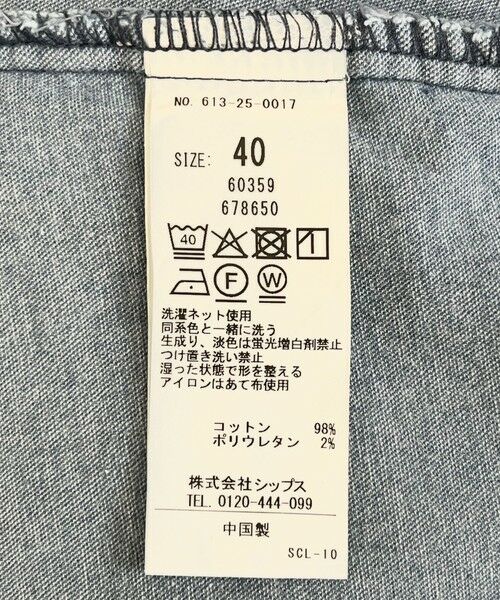 NO. 613-25-0017
SIZE: 40
60359
678650
40
F W
洗濯ネット使用
同系色と一緒に洗う
生成り、淡色は蛍光増白剤禁止
つけ置き洗い禁止
湿った状態で形を整える
アイロンはあて布使用
コットン 98%
ポリウレタン 2%
株式会社シップス
TEL. 0120-444-099
中国製
SCL-10